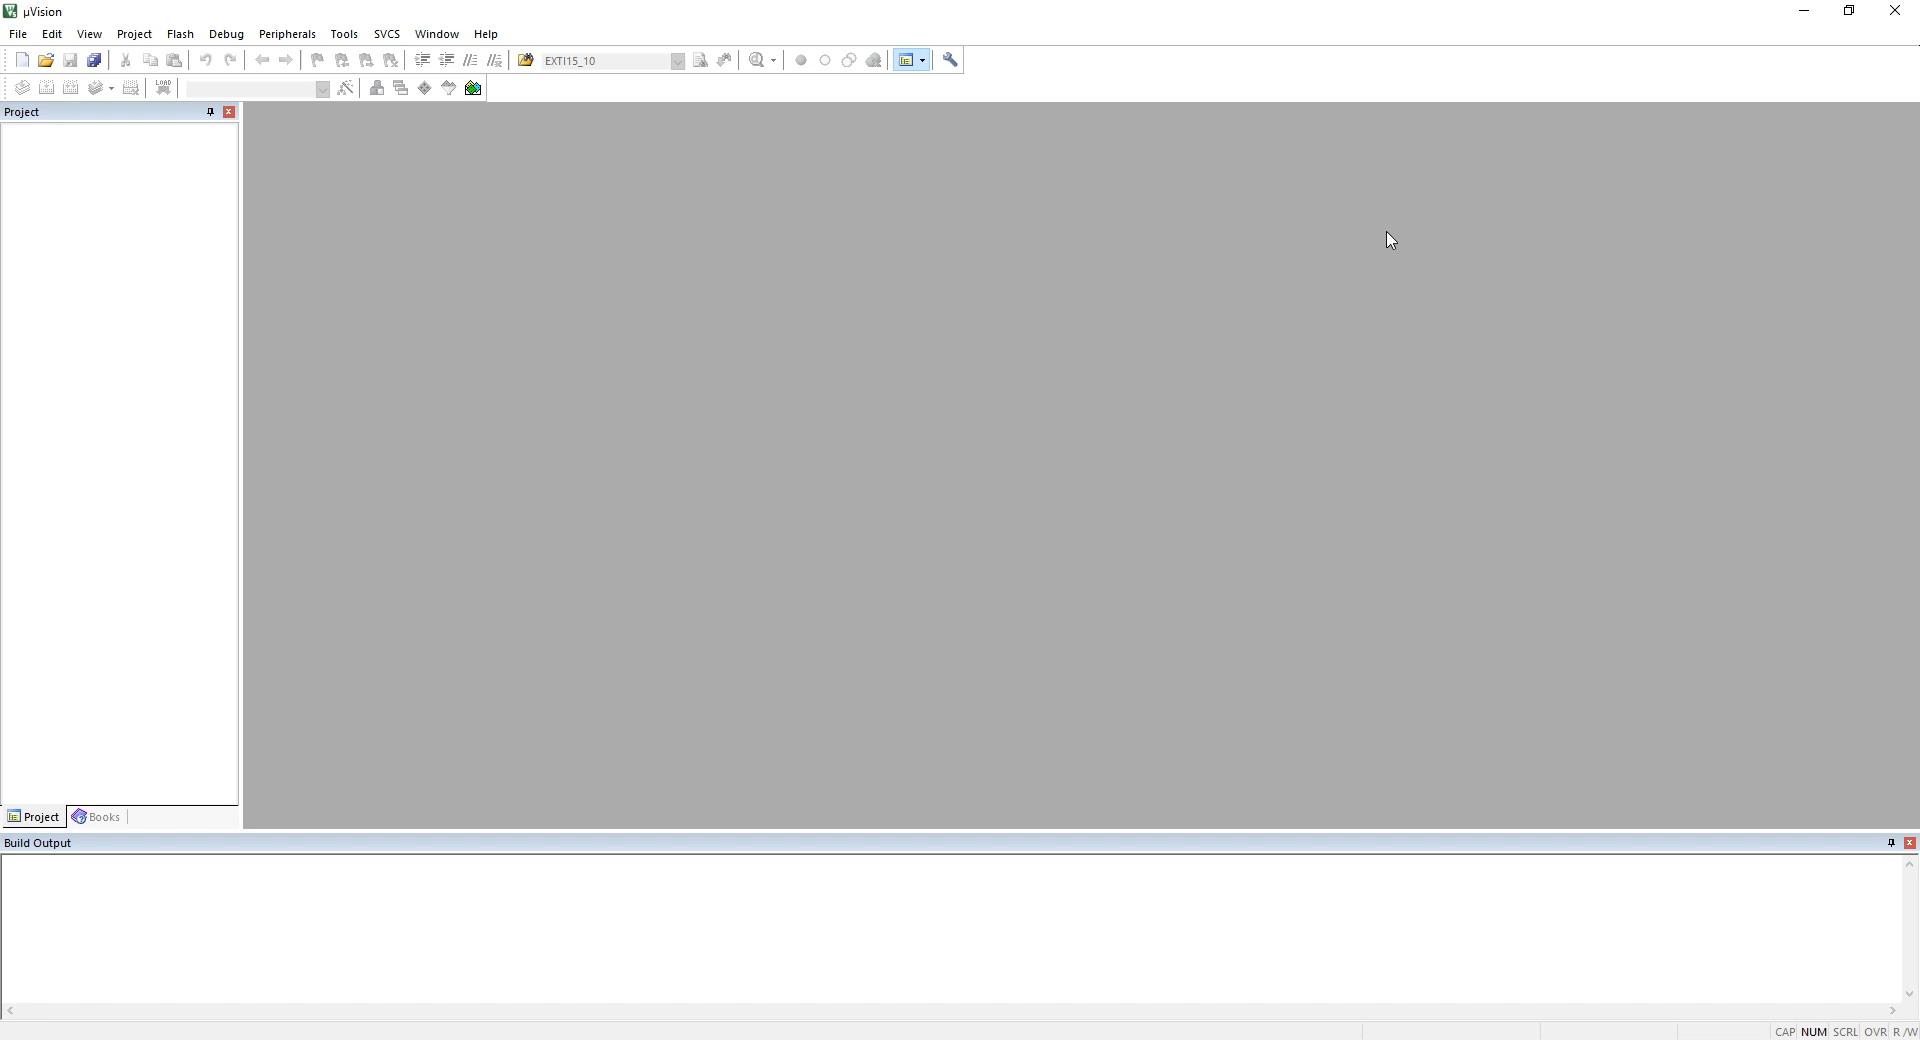 µVision
File Edit View Project Flash Debug Peripherals Tools SVCS Window Help
EXTI15_10
LOAD
Project
Project Books
Build Output
CAP NUM SCRL OVR R /W